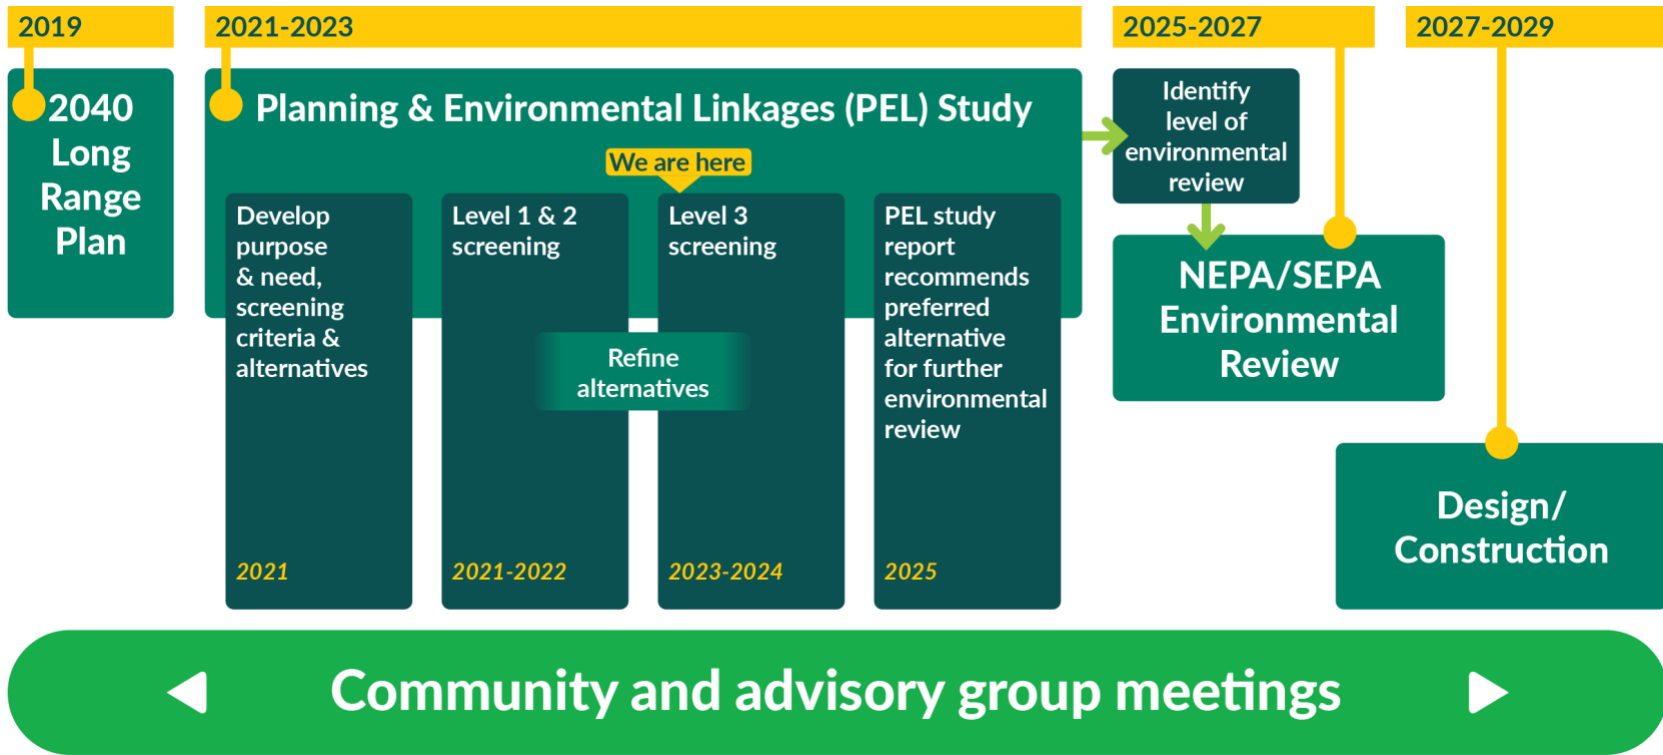 2019
2021-2023
2025-2027
2027-2029
2040
Long
Range
Plan
Planning & Environmental Linkages (PEL) Study
We are here
Develop
purpose
& need,
screening
criteria &
alternatives
2021
Level 1 & 2
screening
2021-2022
Refine
alternatives
Level 3
screening
2023-2024
PEL study
report
recommends
preferred
alternative
for further
environmental
review
2025
Identify
level of
environmental
review
NEPA/SEPA
Environmental
Review
Design/
Construction
Community and advisory group meetings